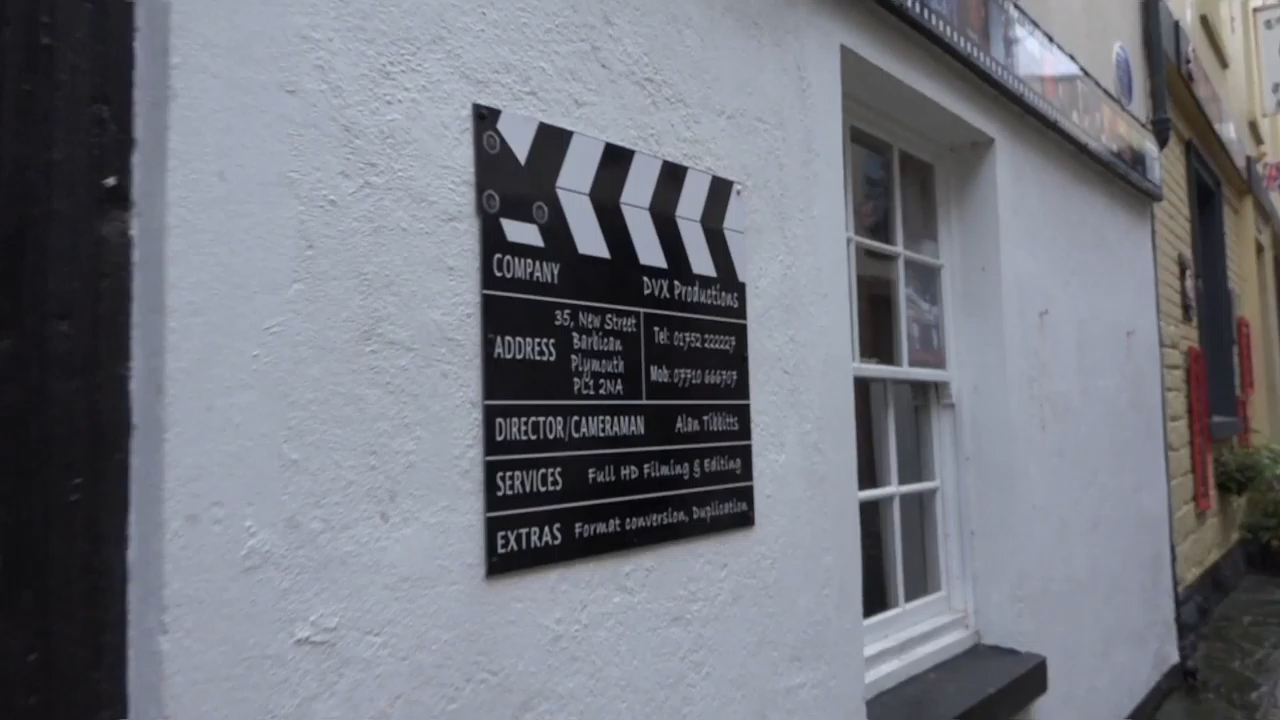 COMPANY
DVX Productions
ADDRESS
35, New Street
Barbican
Plymouth
PL1 2NA
Tel: 01752 222227
Mob: 07710 666707
DIRECTOR/CAMERAMAN
Alan Tibbitts
SERVICES
Full HD Filming & Editing
EXTRAS
Format conversion, Duplication